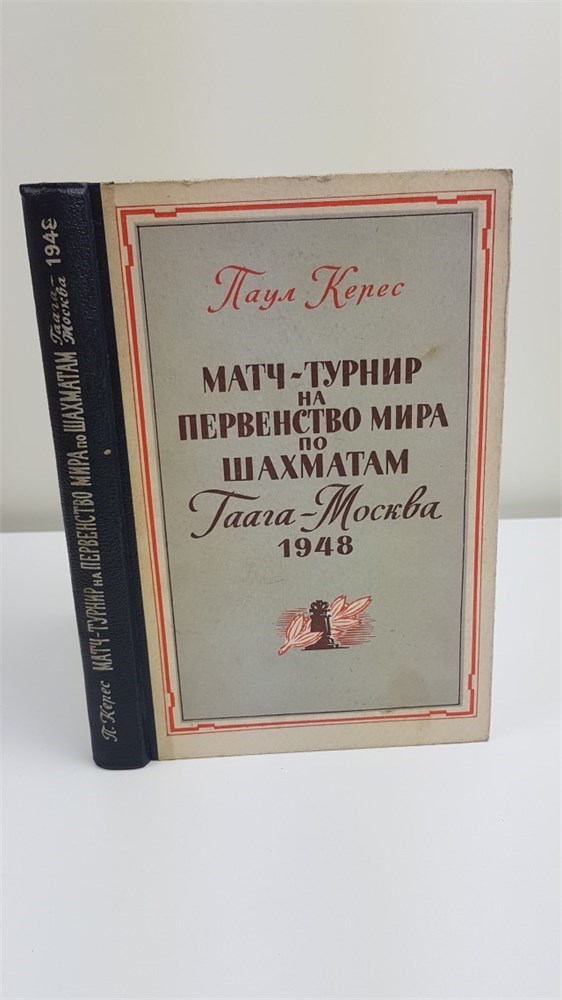 Паул Керес
МАТЧ-ТУРНИР
НА
ПЕРВЕНСТВО МИРА
ПО
ШАХМАТАМ
Гаага-Москва
1948
П. Керес МАТЧ-ТУРНИР НА ПЕРВЕНСТВО МИРА ПО ШАХМАТАМ Гаага-Москва 1948